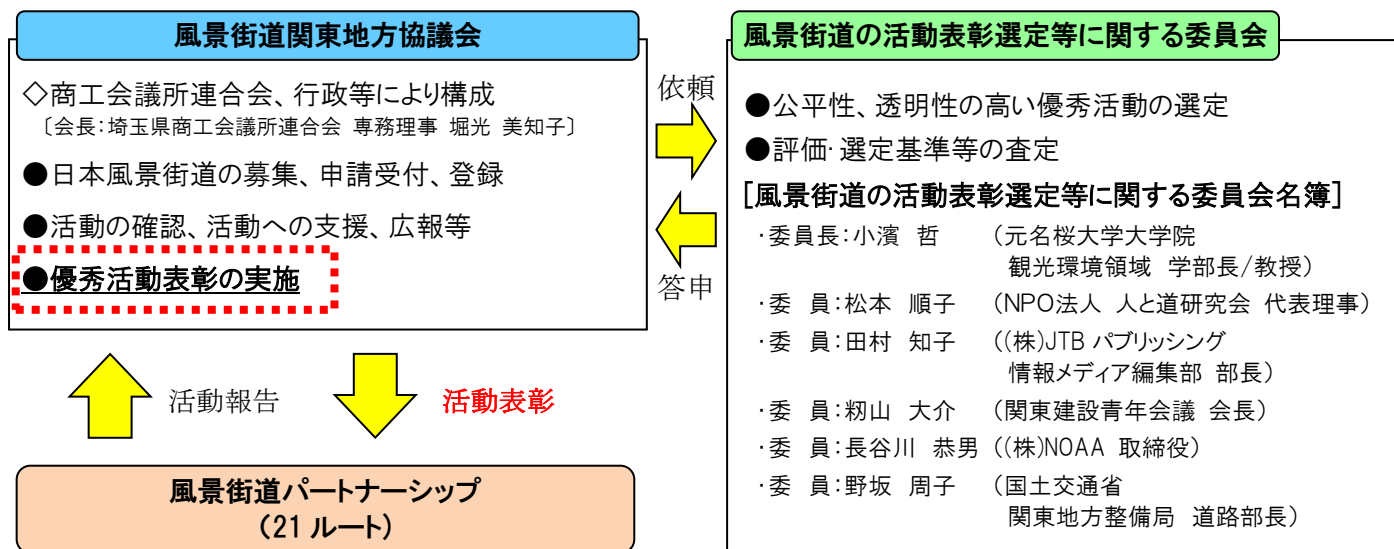 風景街道関東地方協議会
◇商工会議所連合会、行政等により構成
〔会長:埼玉県商工会議所連合会 専務理事 堀光 美知子〕
●日本風景街道の募集、申請受付、登録
●活動の確認、活動への支援、広報等
●優秀活動表彰の実施
依頼
答申
風景街道の活動表彰選定等に関する委員会
●公平性、透明性の高い優秀活動の選定
●評価・選定基準等の査定
[風景街道の活動表彰選定等に関する委員会名簿]
・委員長:小濱 哲 (元名桜大学大学院
観光環境領域 学部長/教授)
・委 員:松本 順子 (NPO法人 人と道研究会 代表理事)
・委 員:田村 知子 ((株)JTB パブリッシング
情報メディア編集部 部長)
・委 員:籾山 大介 (関東建設青年会議 会長)
・委 員:長谷川 恭男 ((株)NOAA 取締役)
・委 員:野坂 周子 (国土交通省
関東地方整備局 道路部長)
活動報告
活動表彰
風景街道パートナーシップ
(21 ルート)